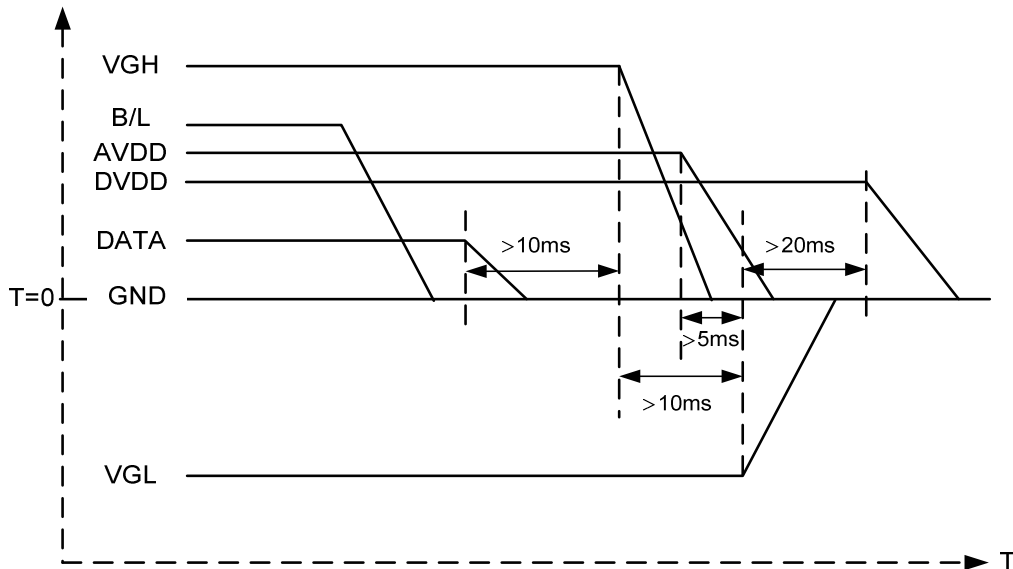 VGH
B/L
AVDD
DVDD
DATA
>10ms
>20ms
T=0
GND
>5ms
>10ms
VGL
T